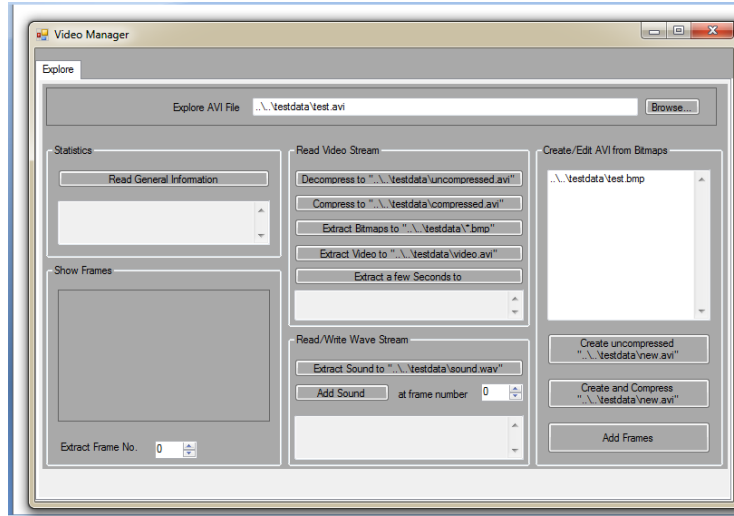 Video Manager
Explore
Explore AVI File
..\..\testdata\test.avi
Browse...
Statistics
Read General Information
Show Frames
Extract Frame No.
0
Read Video Stream
Decompress to "..\..\testdata\uncompressed.avi"
Compress to "..\..\testdata\compressed.avi"
Extract Bitmaps to "..\..\testdata\*.bmp"
Extract Video to "..\..\testdata\video.avi"
Extract a few Seconds to
Read/Write Wave Stream
Extract Sound to "..\..\testdata\sound.wav"
Add Sound
at frame number
0
Create/Edit AVI from Bitmaps
..\..\testdata\test.bmp
Create uncompressed
"..\..\testdata\new.avi"
Create and Compress
"..\..\testdata\new.avi"
Add Frames